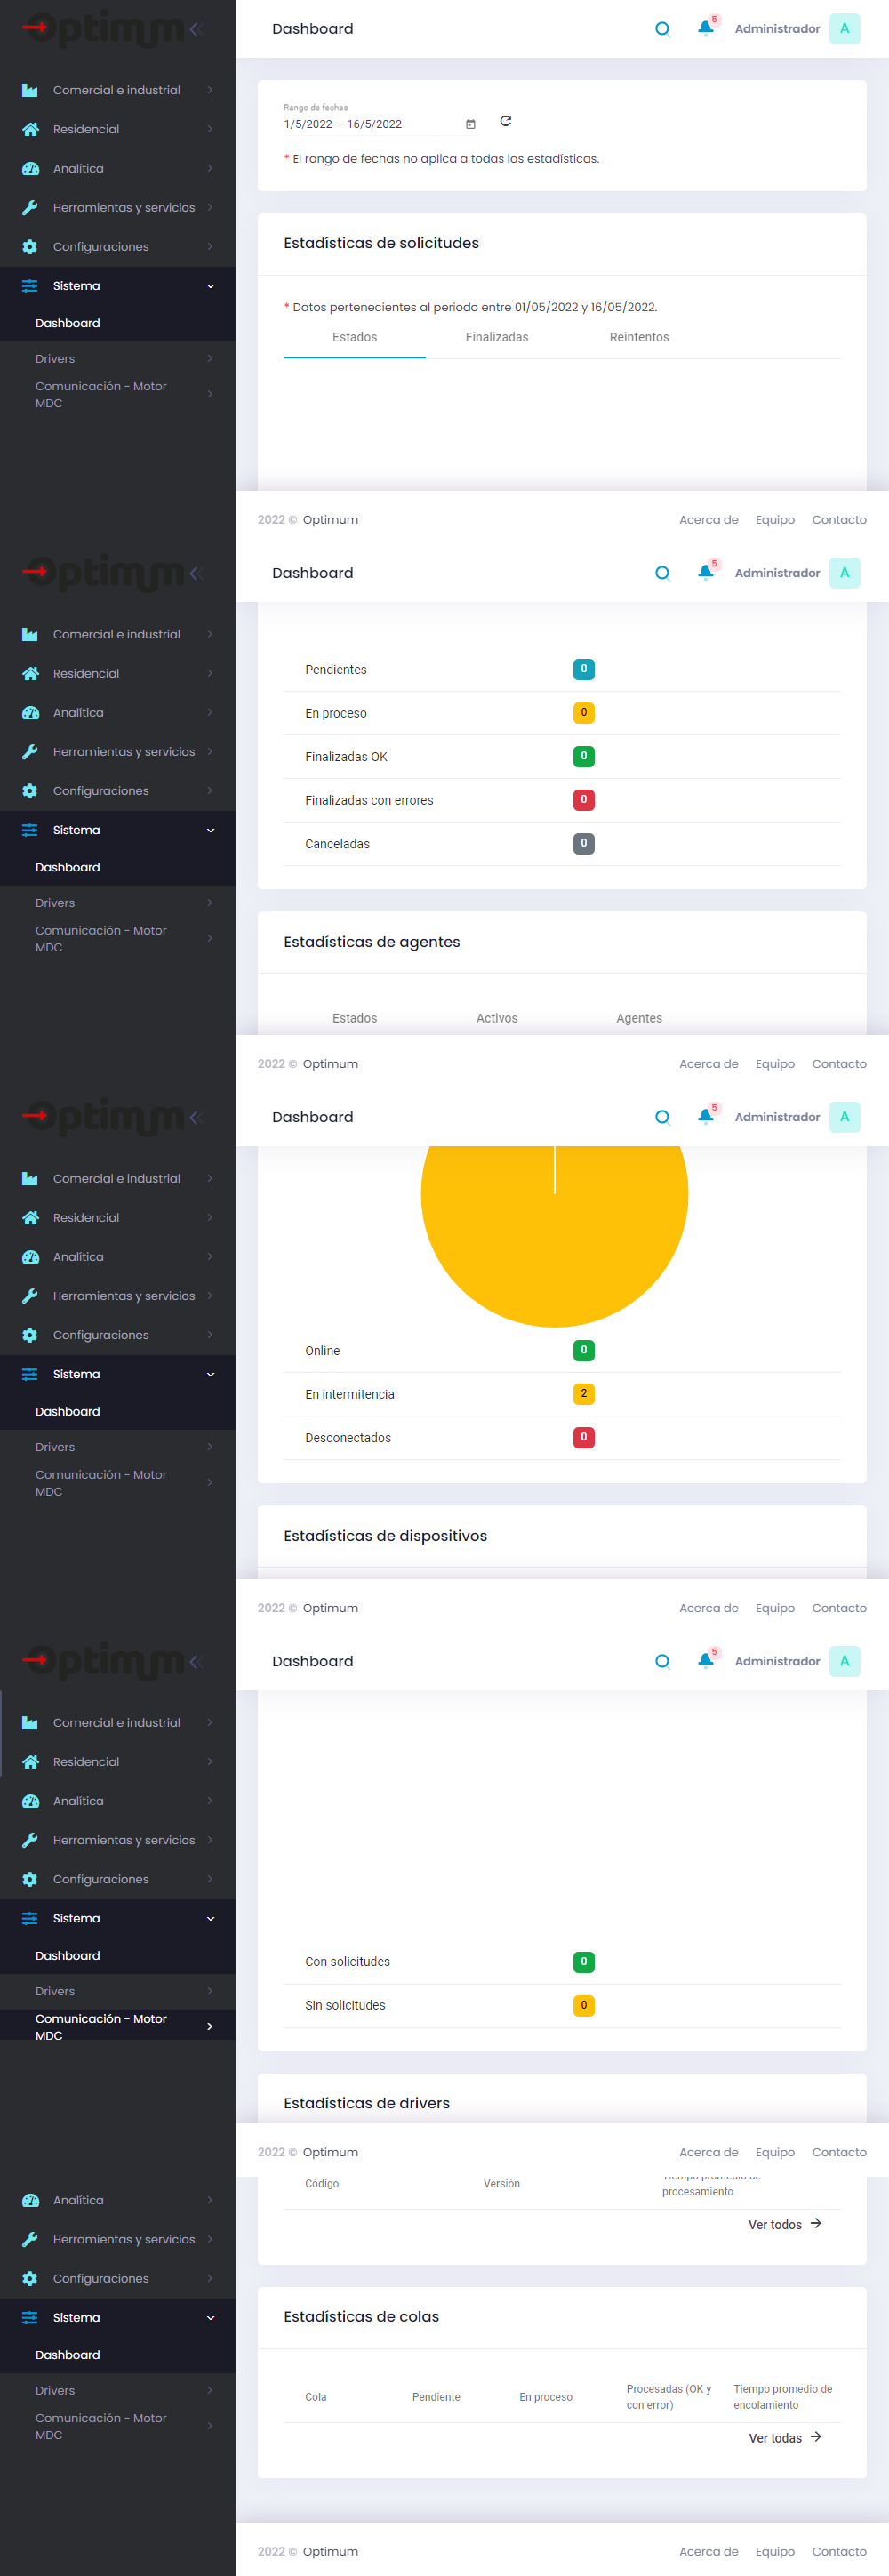 Optimum
Dashboard
5
Administrador
A
Comercial e industrial
Residencial
Analítica
Herramientas y servicios
Configuraciones
Sistema
Dashboard
Drivers
Comunicación - Motor
MDC
Rango de fechas
1/5/2022 – 16/5/2022
* El rango de fechas no aplica a todas las estadísticas.
Estadísticas de solicitudes
* Datos pertenecientes al periodo entre 01/05/2022 y 16/05/2022.
Estados Finalizadas Reintentos
2022 © Optimum
Acerca de Equipo Contacto
Optimum
Dashboard
5
Administrador
A
Comercial e industrial
Residencial
Analítica
Herramientas y servicios
Configuraciones
Sistema
Dashboard
Drivers
Comunicación - Motor
MDC
Pendientes 0
En proceso 0
Finalizadas OK 0
Finalizadas con errores 0
Canceladas 0
Estadísticas de agentes
Estados Activos Agentes
2022 © Optimum
Acerca de Equipo Contacto
Optimum
Dashboard
5
Administrador
A
Comercial e industrial
Residencial
Analítica
Herramientas y servicios
Configuraciones
Sistema
Dashboard
Drivers
Comunicación - Motor
MDC
Online 0
En intermitencia 2
Desconectados 0
Estadísticas de dispositivos
2022 © Optimum
Acerca de Equipo Contacto
Optimum
Dashboard
5
Administrador
A
Comercial e industrial
Residencial
Analítica
Herramientas y servicios
Configuraciones
Sistema
Dashboard
Drivers
Comunicación - Motor
MDC
Con solicitudes 0
Sin solicitudes 0
Estadísticas de drivers
2022 © Optimum
Acerca de Equipo Contacto
Analítica
Herramientas y servicios
Configuraciones
Sistema
Dashboard
Drivers
Comunicación - Motor
MDC
Código Versión Tiempo promedio de
procesamiento
Ver todos
Estadísticas de colas
Cola Pendiente En proceso Procesadas (OK y
con error) Tiempo promedio de
encolamiento
Ver todas
2022 © Optimum
Acerca de Equipo Contacto